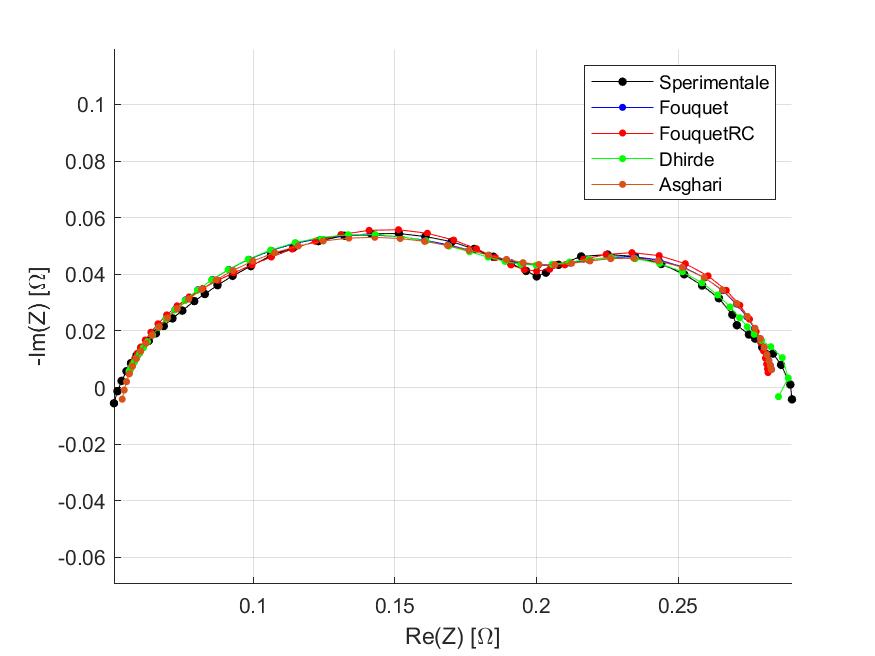 Sperimentale
Fouquet
FouquetRC
Dhirde
Asghari
0.1
0.08
0.06
0.04
0.02
0
-0.02
-0.04
-0.06
-Im(Z) [Ω]
0.1
0.15
0.2
0.25
Re(Z) [Ω]